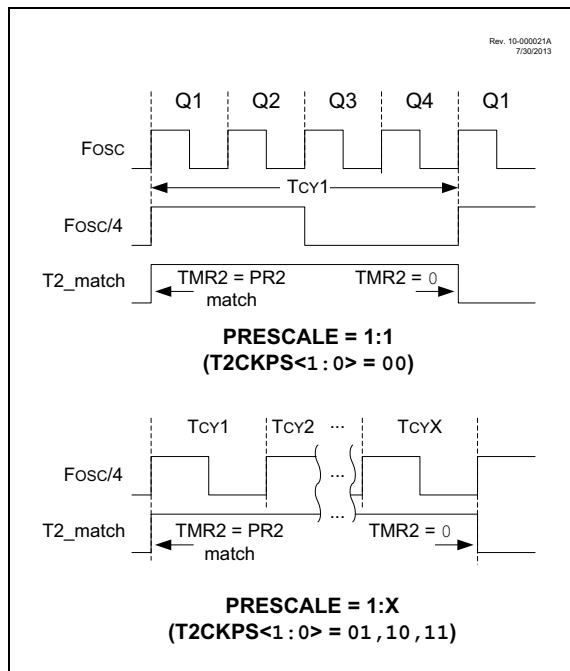 Rev. 10-000021A
7/30/2013
Q1 Q2 Q3 Q4 Q1
FOSC
TCY1
FOSC/4
T2_match
TMR2 = PR2 TMR2 = 0
match
PRESCALE = 1:1
(T2CKPS<1:0> = 00)
TCY1 TCY2 ... TCYX
FOSC/4
...
T2_match
...
TMR2 = PR2 TMR2 = 0
match
PRESCALE = 1:X
(T2CKPS<1:0> = 01,10,11)